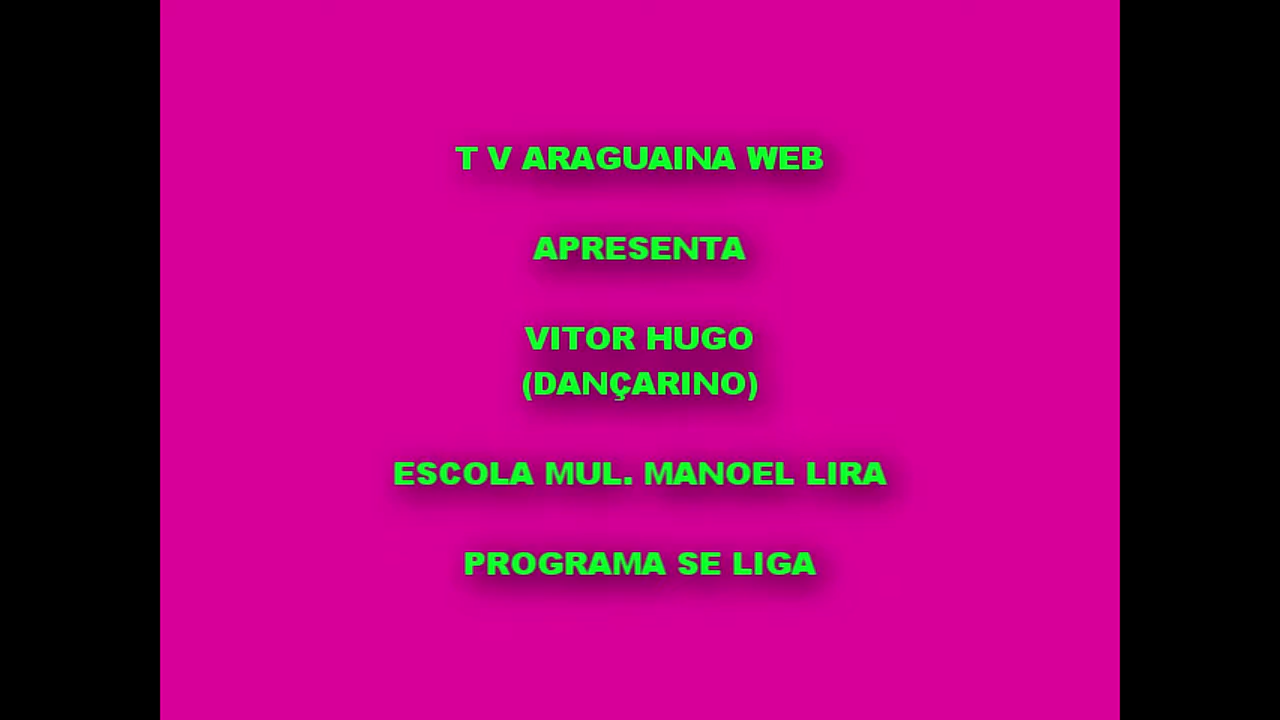 T V ARAGUAINA WEB
APRESENTA
VITOR HUGO
(DANÇARINO)
ESCOLA MUL. MANOEL LIRA
PROGRAMA SE LIGA